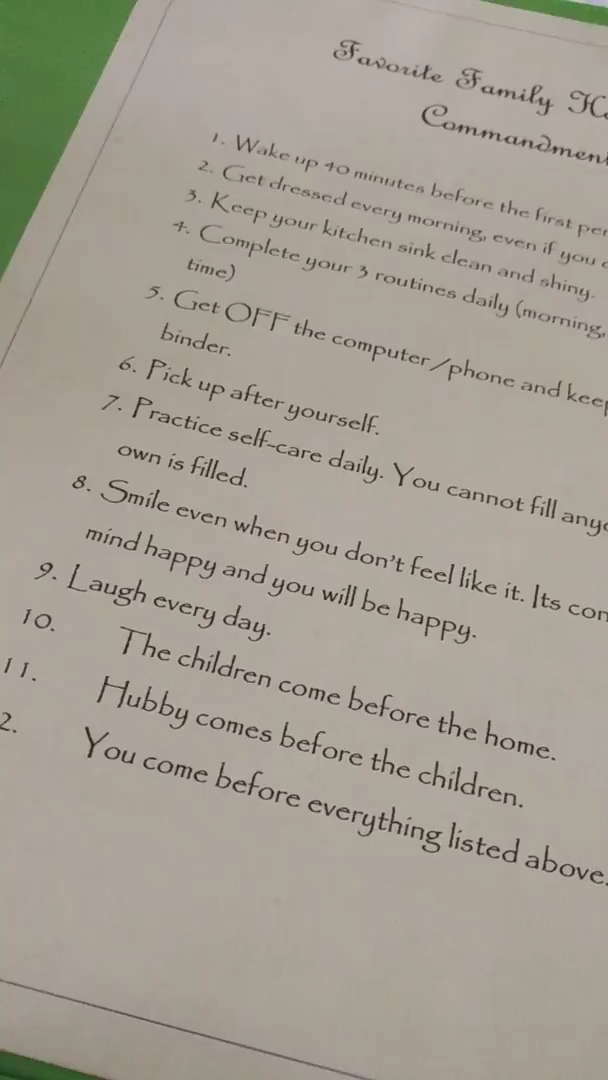 Favorite Family
Commandment
1. Wake up 40 minutes before the first per
2. Get dressed every morning, even if you
3. Keep your kitchen sink clean and shiny.
4. Complete your 3 routines daily (morning,
time)
5. Get OFF the computer/phone and keep
binder.
6. Pick up after yourself.
7. Practice self-care daily. You cannot fill anyo
own is filled.
8. Smile even when you don't feel like it. Its con
mind happy and you will be happy.
9. Laugh every day.
10. The children come before the home.
11. Hubby comes before the children.
2. You come before everything listed above.